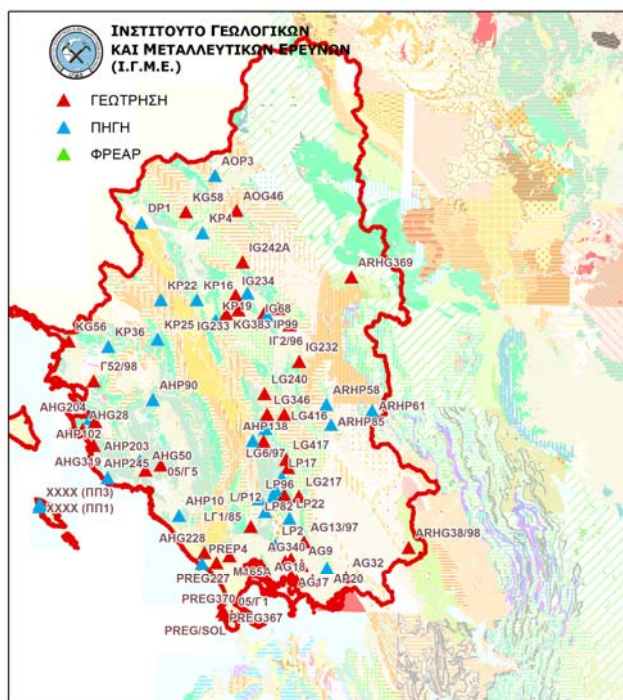 ΙΝΣΤΙΤΟΥΤΟ ΓΕΩΛΟΓΙΚΩΝ
ΚΑΙ ΜΕΤΑΛΛΕΥΤΙΚΩΝ ΕΡΕΥΝΩΝ
(Ι.Γ.Μ.Ε.)
ΓΕΩΤΡΗΣΗ
ΠΗΓΗ
ΦΡΕΑΡ
AOP3
KG58
AOG46
DP1
KP4
IG242A
ARHG369
KP22
KP16
IG234
KP19
IG68
KG56
KP36
KP25
IG233
KG383
IP99
ΙΓ2/96
IG232
Γ52/98
LG240
AHP90
ARHP58
LG346
ARHP61
AHG204
AHG28
LG416
ARHP85
AHP102
AHP138
AHP203
LG6/97
LG417
AHG319
AHP245
AHG50
LP17
05/Γ5
LP96
LG217
XXXX (ΠΠ3)
AHP10
L/P12
LP22
XXXX (ΠΠ1)
LP82
LΓ1/85
LP2
AG13/97
ARHG38/98
AHG228
PREP4
AG340
AG9
AG32
PREG227
M165A
AG18
AG17
AP20
PREG370
05/Γ1
PREG367
PREG/SOL